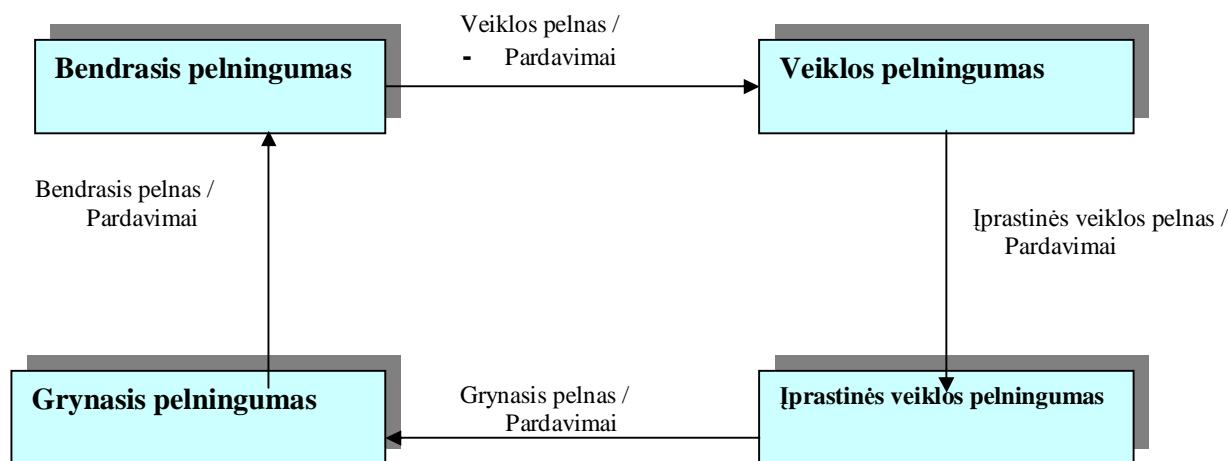 Veiklos pelnas /
- Pardavimai
Bendrasis pelningumas
Veiklos pelningumas
Bendrasis pelnas /
Pardavimai
Įprastinės veiklos pelnas /
Pardavimai
Grynasis pelningumas
Grynasis pelnas /
Pardavimai
Įprastinės veiklos pelningumas